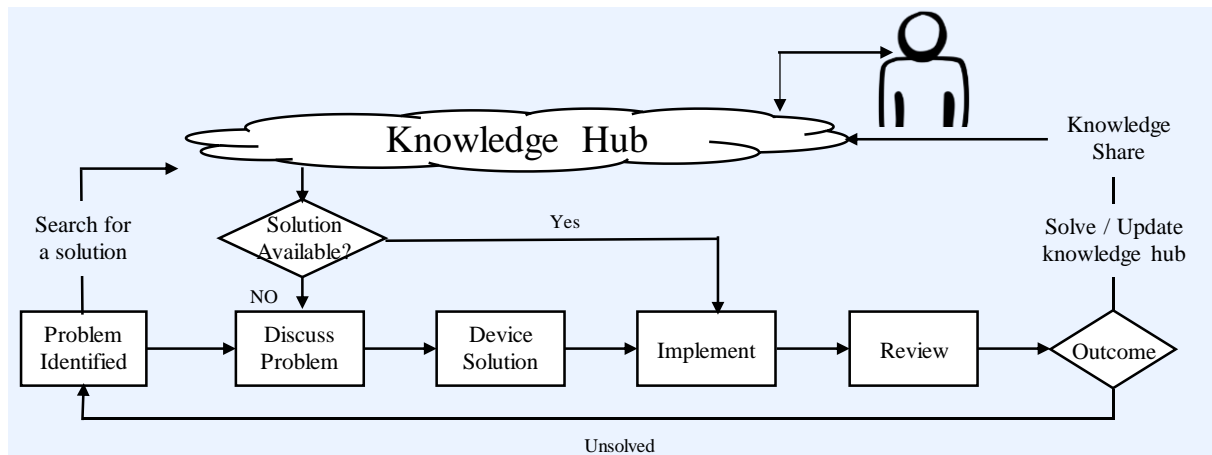 Knowledge Hub
Knowledge
Share
Search for
a solution
Solution
Available?
Yes
Solve / Update
knowledge hub
NO
Problem
Identified
Discuss
Problem
Device
Solution
Implement
Review
Outcome
Unsolved